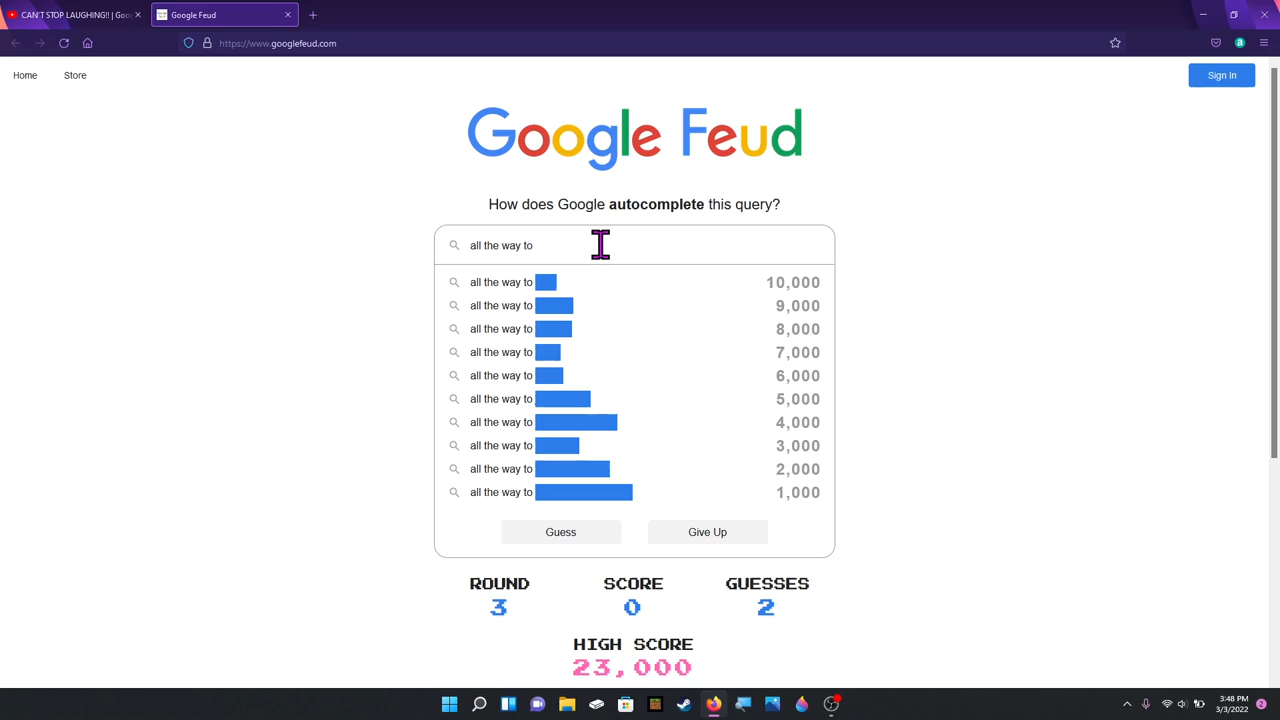 CAN'T STOP LAUGHING!! | Goo
Google Feud
https://www.googlefeud.com
Home
Store
Sign In
Google Feud
How does Google autocomplete this query?
all the way to
all the way to 10,000
all the way to 9,000
all the way to 8,000
all the way to 7,000
all the way to 6,000
all the way to 5,000
all the way to 4,000
all the way to 3,000
all the way to 2,000
all the way to 1,000
Guess
Give Up
ROUND SCORE GUESSES
3 0 2
HIGH SCORE
23,000
3:48 PM
3/3/2022
2